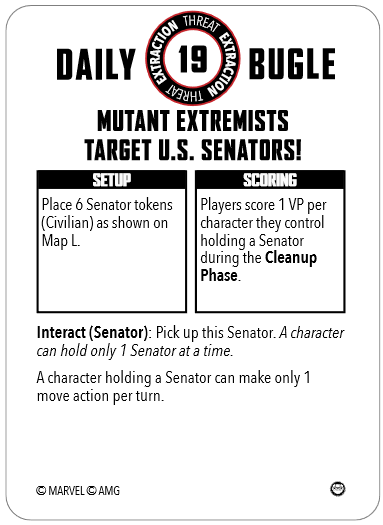 DAILY BUGLE
EXTRACTION THREAT EXTRACTION THREAT
19
MUTANT EXTREMISTS
TARGET U.S. SENATORS!
SETUP
Place 6 Senator tokens
(Civilian) as shown on
Map L.
SCORING
Players score 1 VP per
character they control
holding a Senator
during the Cleanup
Phase.
Interact (Senator): Pick up this Senator. A character
can hold only 1 Senator at a time.
A character holding a Senator can make only 1
move action per turn.
© MARVEL © AMG